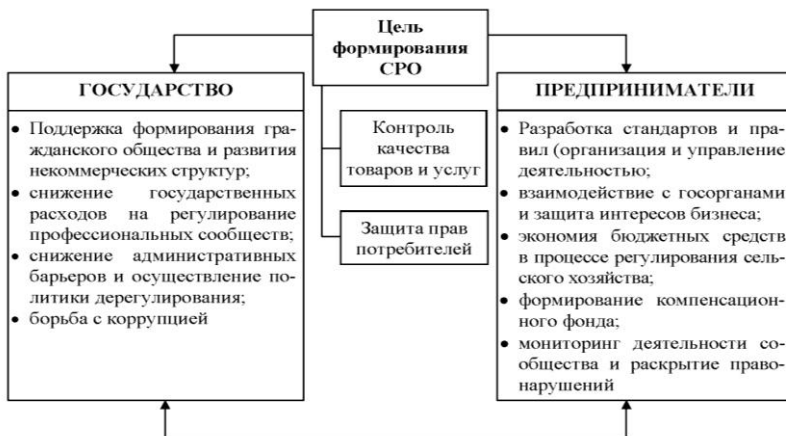 Цель
формирования
СРО
ГОСУДАРСТВО
• Поддержка формирования гра-
жданского общества и развития
некоммерческих структур;
• снижение государственных
расходов на регулирование
профессиональных сообществ;
• снижение административных
барьеров и осуществление по-
литики дерегулирования;
• борьба с коррупцией
Контроль
качества
товаров и услуг
Защита прав
потребителей
ПРЕДПРИНИМАТЕЛИ
• Разработка стандартов и пра-
вил (организация и управление
деятельностью;
• взаимодействие с госорганами
и защита интересов бизнеса;
• экономия бюджетных средств
в процессе регулирования сель-
ского хозяйства;
• формирование компенсацион-
ного фонда;
• мониторинг деятельности со-
общества и раскрытие право-
нарушений